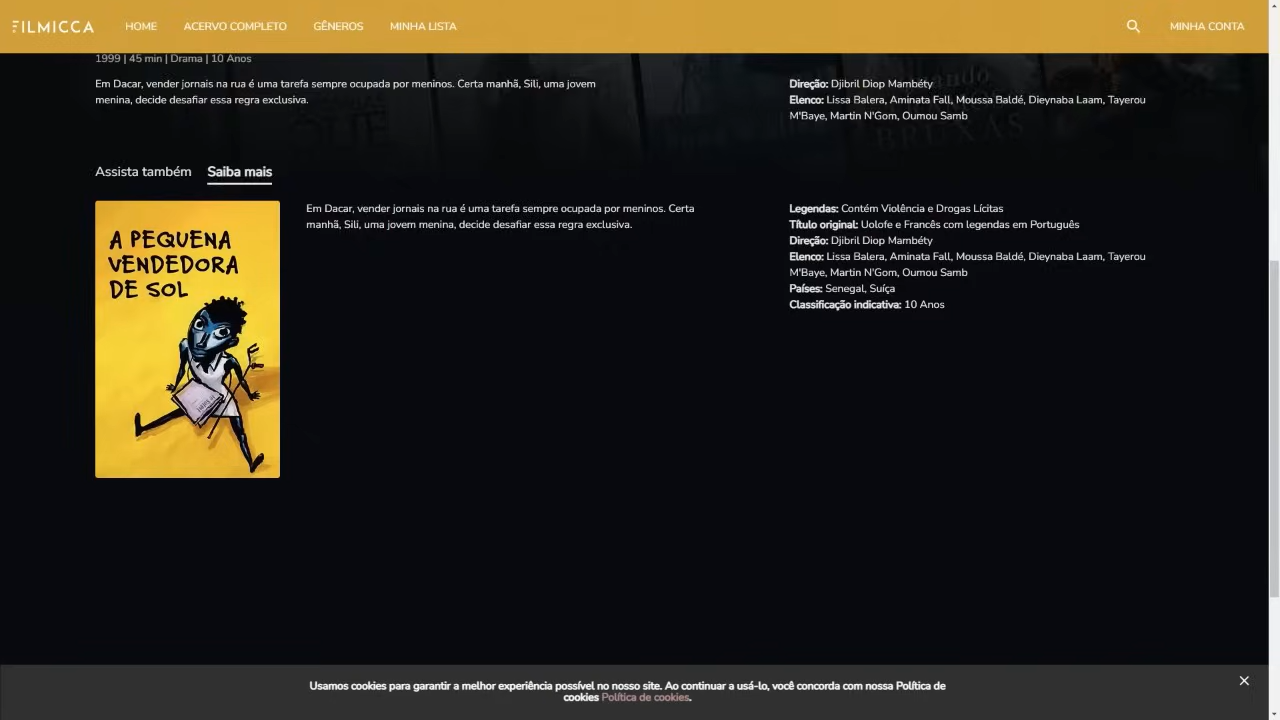 FILMICCA
HOME
ACERVO COMPLETO
GÊNEROS
MINHA LISTA
MINHA CONTA
1999 | 45 min | Drama | 10 Anos
Em Dacar, vender jornais na rua é uma tarefa sempre ocupada por meninos. Certa manhã, Sili, uma jovem
menina, decide desafiar essa regra exclusiva.
Direção: Djibril Diop Mambéty
Elenco: Lissa Balera, Aminata Fall, Moussa Baldé, Dieynaba Laam, Tayerou
M'Baye, Martin N'Gom, Oumou Samb
BRUXAS
Assista também
Saiba mais
A PEQUENA
VENDEDORA
DE SOL
Em Dacar, vender jornais na rua é uma tarefa sempre ocupada por meninos. Certa
manhã, Sili, uma jovem menina, decide desafiar essa regra exclusiva.
Legendas: Contém Violência e Drogas Lícitas
Título original: Uolofe e Francês com legendas em Português
Direção: Djibril Diop Mambéty
Elenco: Lissa Balera, Aminata Fall, Moussa Baldé, Dieynaba Laam, Tayerou
M'Baye, Martin N'Gom, Oumou Samb
Países: Senegal, Suíça
Classificação indicativa: 10 Anos
Usamos cookies para garantir a melhor experiência possível no nosso site. Ao continuar a usá-lo, você concorda com nossa Política de
cookies Política de cookies.